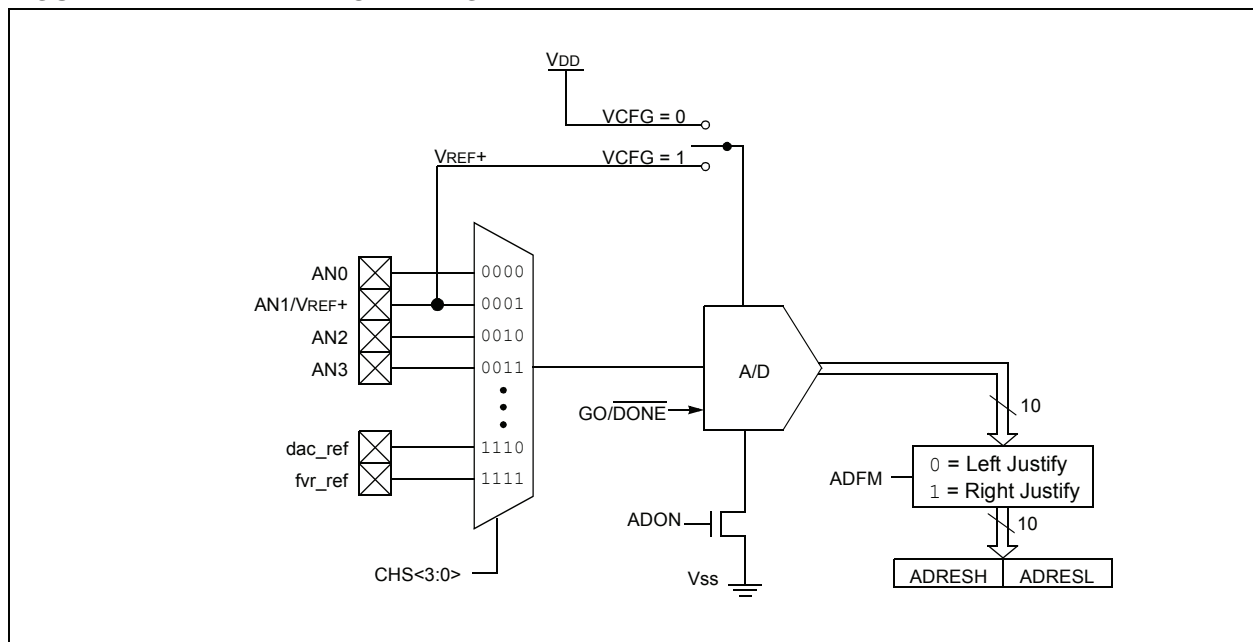 VDD
VCFG = 0
VREF+
VCFG = 1
AN0
0000
AN1/VREF+
0001
AN2
0010
AN3
0011
A/D
GO/DONE
10
dac_ref
1110
fvr_ref
1111
ADFM
0 = Left Justify
1 = Right Justify
ADON
10
CHS<3:0>
Vss
ADRESH
ADRESL